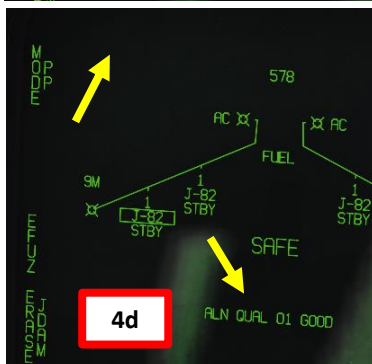 MODE
PP
578
AC
AC
FUEL
9M
1
J-82
STBY
1
J-82
STBY
1
J-82
STBY
EFUZ
SAFE
ERASE
JDAM
4d
ALN QUAL 01 GOOD